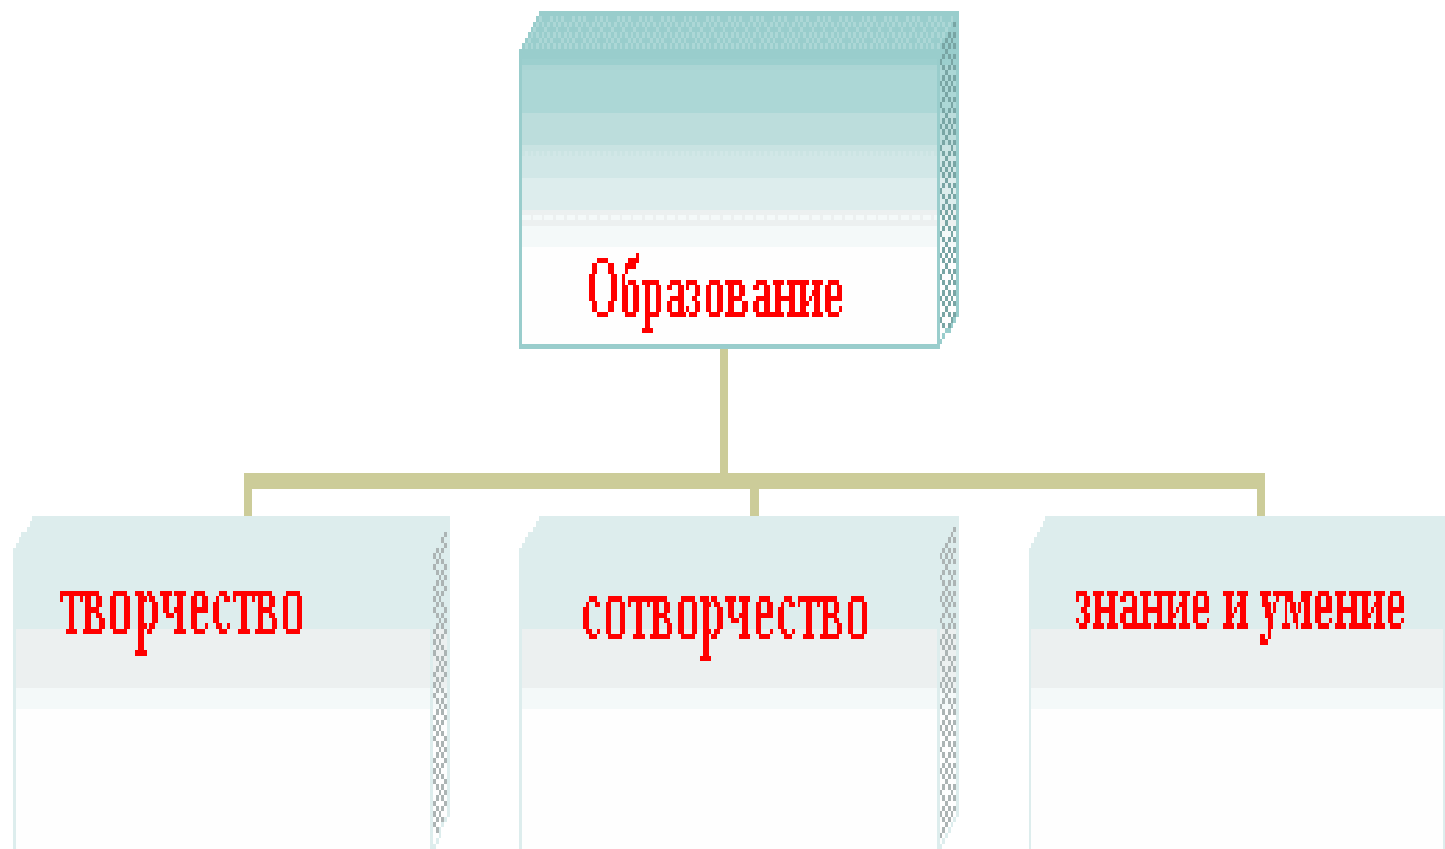 Образование
творчество
сотворчество
знание и умение